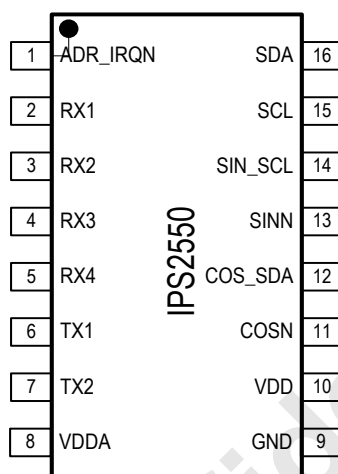 1 ADR_IRQN SDA 16
2 RX1 SCL 15
3 RX2 SIN_SCL 14
4 RX3 SINN 13
IPS2550
5 RX4 COS_SDA 12
6 TX1 COSN 11
7 TX2 VDD 10
8 VDDA GND 9